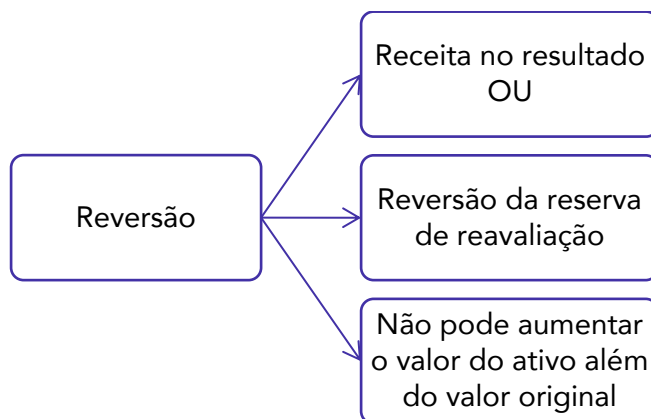 Reversão
Receita no resultado
OU
Reversão da reserva
de reavaliação
Não pode aumentar
o valor do ativo além
do valor original